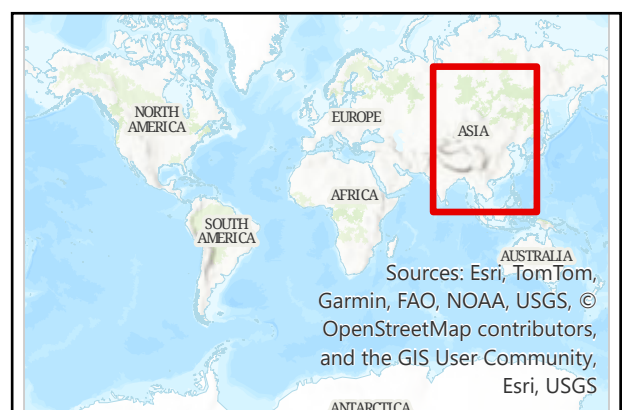 NORTH
AMERICA
EUROPE
ASIA
AFRICA
SOUTH
AMERICA
AUSTRALIA
Sources: Esri, TomTom,
Garmin, FAO, NOAA, USGS, ©
OpenStreetMap contributors,
and the GIS User Community,
Esri, USGS
ANTARCTICA